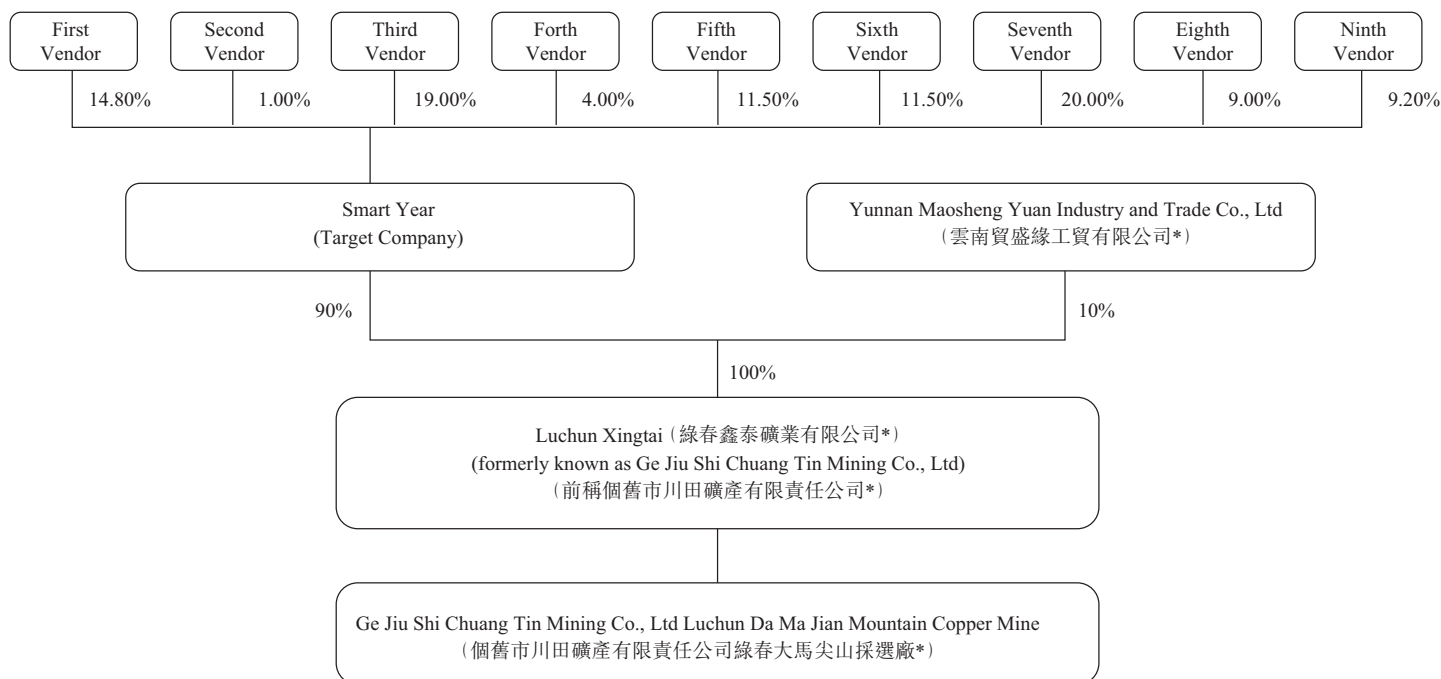 First
Vendor
Second
Vendor
Third
Vendor
Forth
Vendor
Fifth
Vendor
Sixth
Vendor
Seventh
Vendor
Eighth
Vendor
Ninth
Vendor
14.80%
1.00%
19.00%
4.00%
11.50%
11.50%
20.00%
9.00%
9.20%
Smart Year
(Target Company)
Yunnan Maosheng Yuan Industry and Trade Co., Ltd
（雲南貿盛緣工貿有限公司*）
90%
10%
100%
Luchun Xingtai（綠春鑫泰礦業有限公司*）
(formerly known as Ge Jiu Shi Chuang Tin Mining Co., Ltd)
（前稱個舊市川田礦產有限責任公司*）
Ge Jiu Shi Chuang Tin Mining Co., Ltd Luchun Da Ma Jian Mountain Copper Mine
（個舊市川田礦產有限責任公司綠春大馬尖山採選廠*）